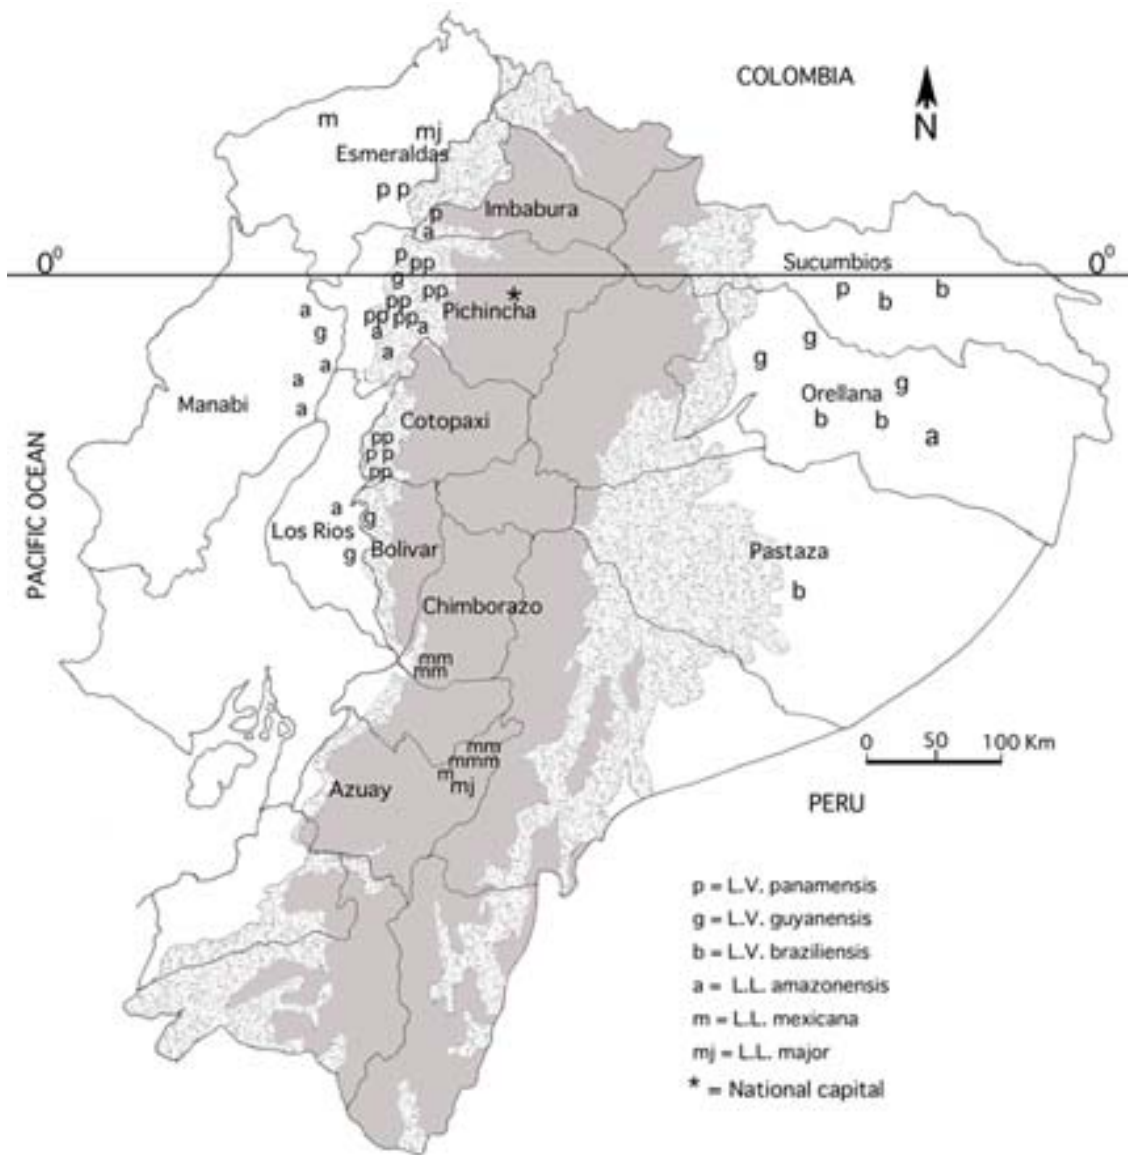 COLOMBIA
N
m
mj
Esmeraldas
p p
p
Imbabura
a
p
pp
Sucumbios
0⁰
0⁰
g
p
b
b
pp
*
pp
Pichincha
a
pp
pp
a
g
a
g
a
a
g
a
Manabi
a
Cotopaxi
g
Orellana
b
b
a
pp
p p
pp
PACIFIC OCEAN
a
g
Los Rios
g
Bolivar
Pastaza
b
Chimborazo
mm
mm
mm
mmm
m
mj
Azuay
0 50 100 Km
PERU
p = L.V. panamensis
g = L.V. guyanensis
b = L.V. braziliensis
a = L.L. amazonensis
m = L.L. mexicana
mj = L.L. major
* = National capital